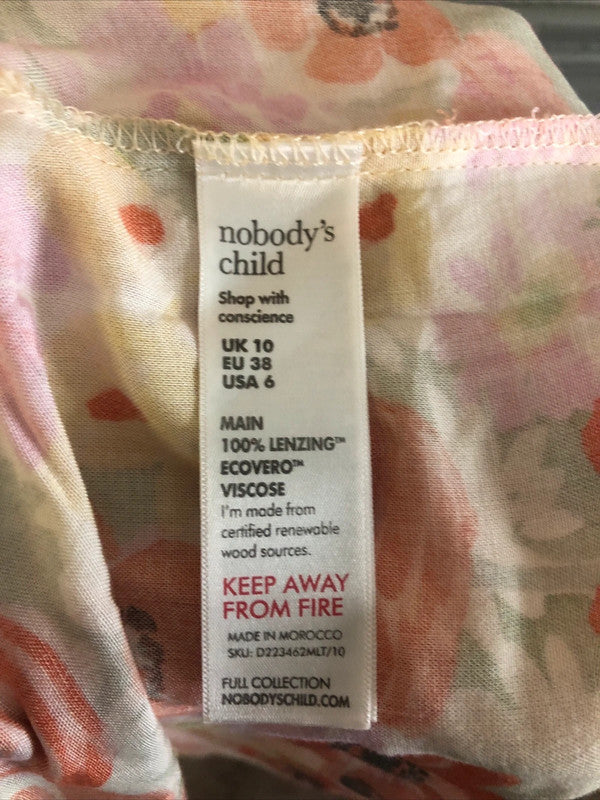 nobody's
child
Shop with
conscience
UK 10
EU 38
USA 6
MAIN
100% LENZING™
ECOVERO™
VISCOSE
I'm made from
certified renewable
wood sources.
KEEP AWAY
FROM FIRE
MADE IN MOROCCO
SKU: D223462MLT/10
FULL COLLECTION
NOBODYSCHILD.COM